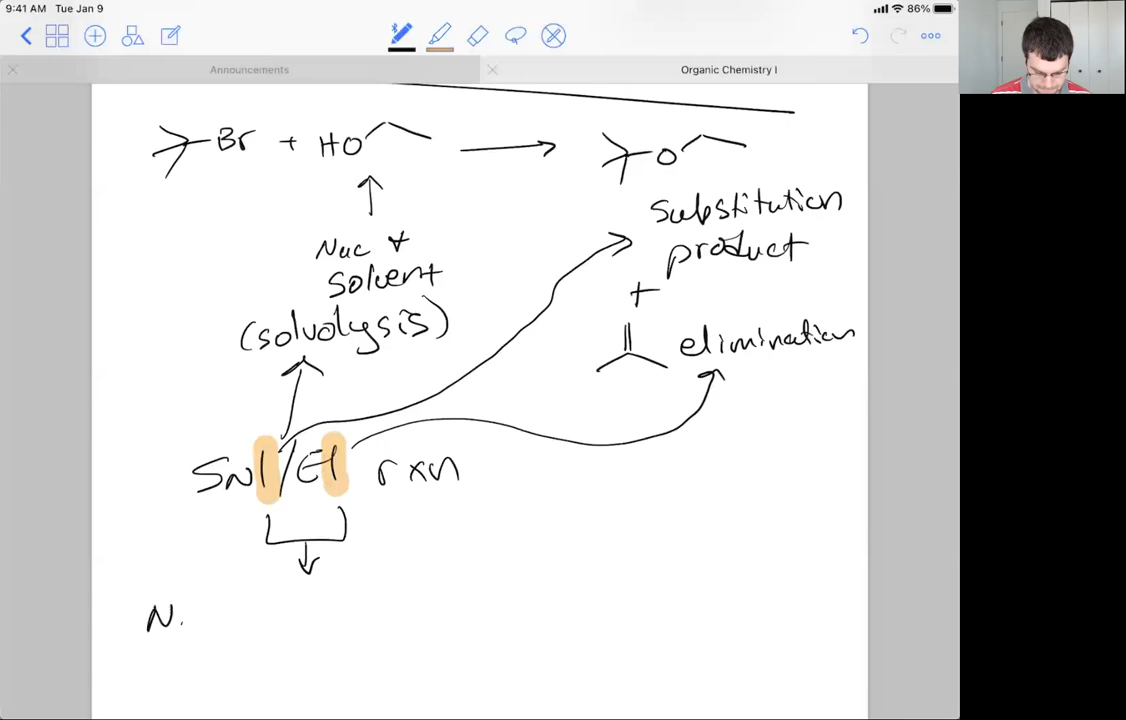 9:41 AM Tue Jan 9
86%
Announcements
Organic Chemistry I
Br + HO
O
Nuc &
solvent
(solvolysis)
substitution
product
+
elimination
SN1/E1 rxn
N.